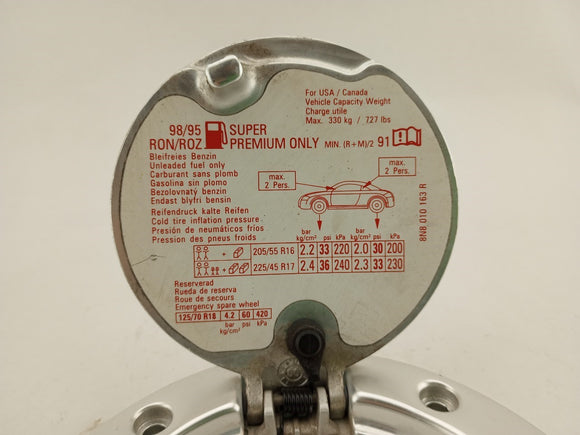 For USA / Canada
Vehicle Capacity Weight
Charge utile
Max. 330 kg / 727 lbs
98/95 SUPER
RON/ROZ PREMIUM ONLY MIN. (R+M)/2 91
Bleifreies Benzin
Unleaded fuel only
Carburant sans plomb
Gasolina sin plomo
Bezolovnatý benzin
Endast blyfri bensin
max.
2 Pers.
max.
2 Pers.
Reifendruck kalte Reifen
Cold tire inflation pressure
Presión de neumáticos fríos
Pression des pneus froids
8N8 010 163 R
bar psi kPa bar psi kPa
kg/cm² kg/cm²
+ 205/55 R16 2.2 33 220 2.0 30 200
+ 225/45 R17 2.4 36 240 2.3 33 230
Reserverad
Rueda de reserva
Roue de secours
Emergency spare wheel
125/70 R18 4.2 60 420
bar psi kPa
kg/cm²